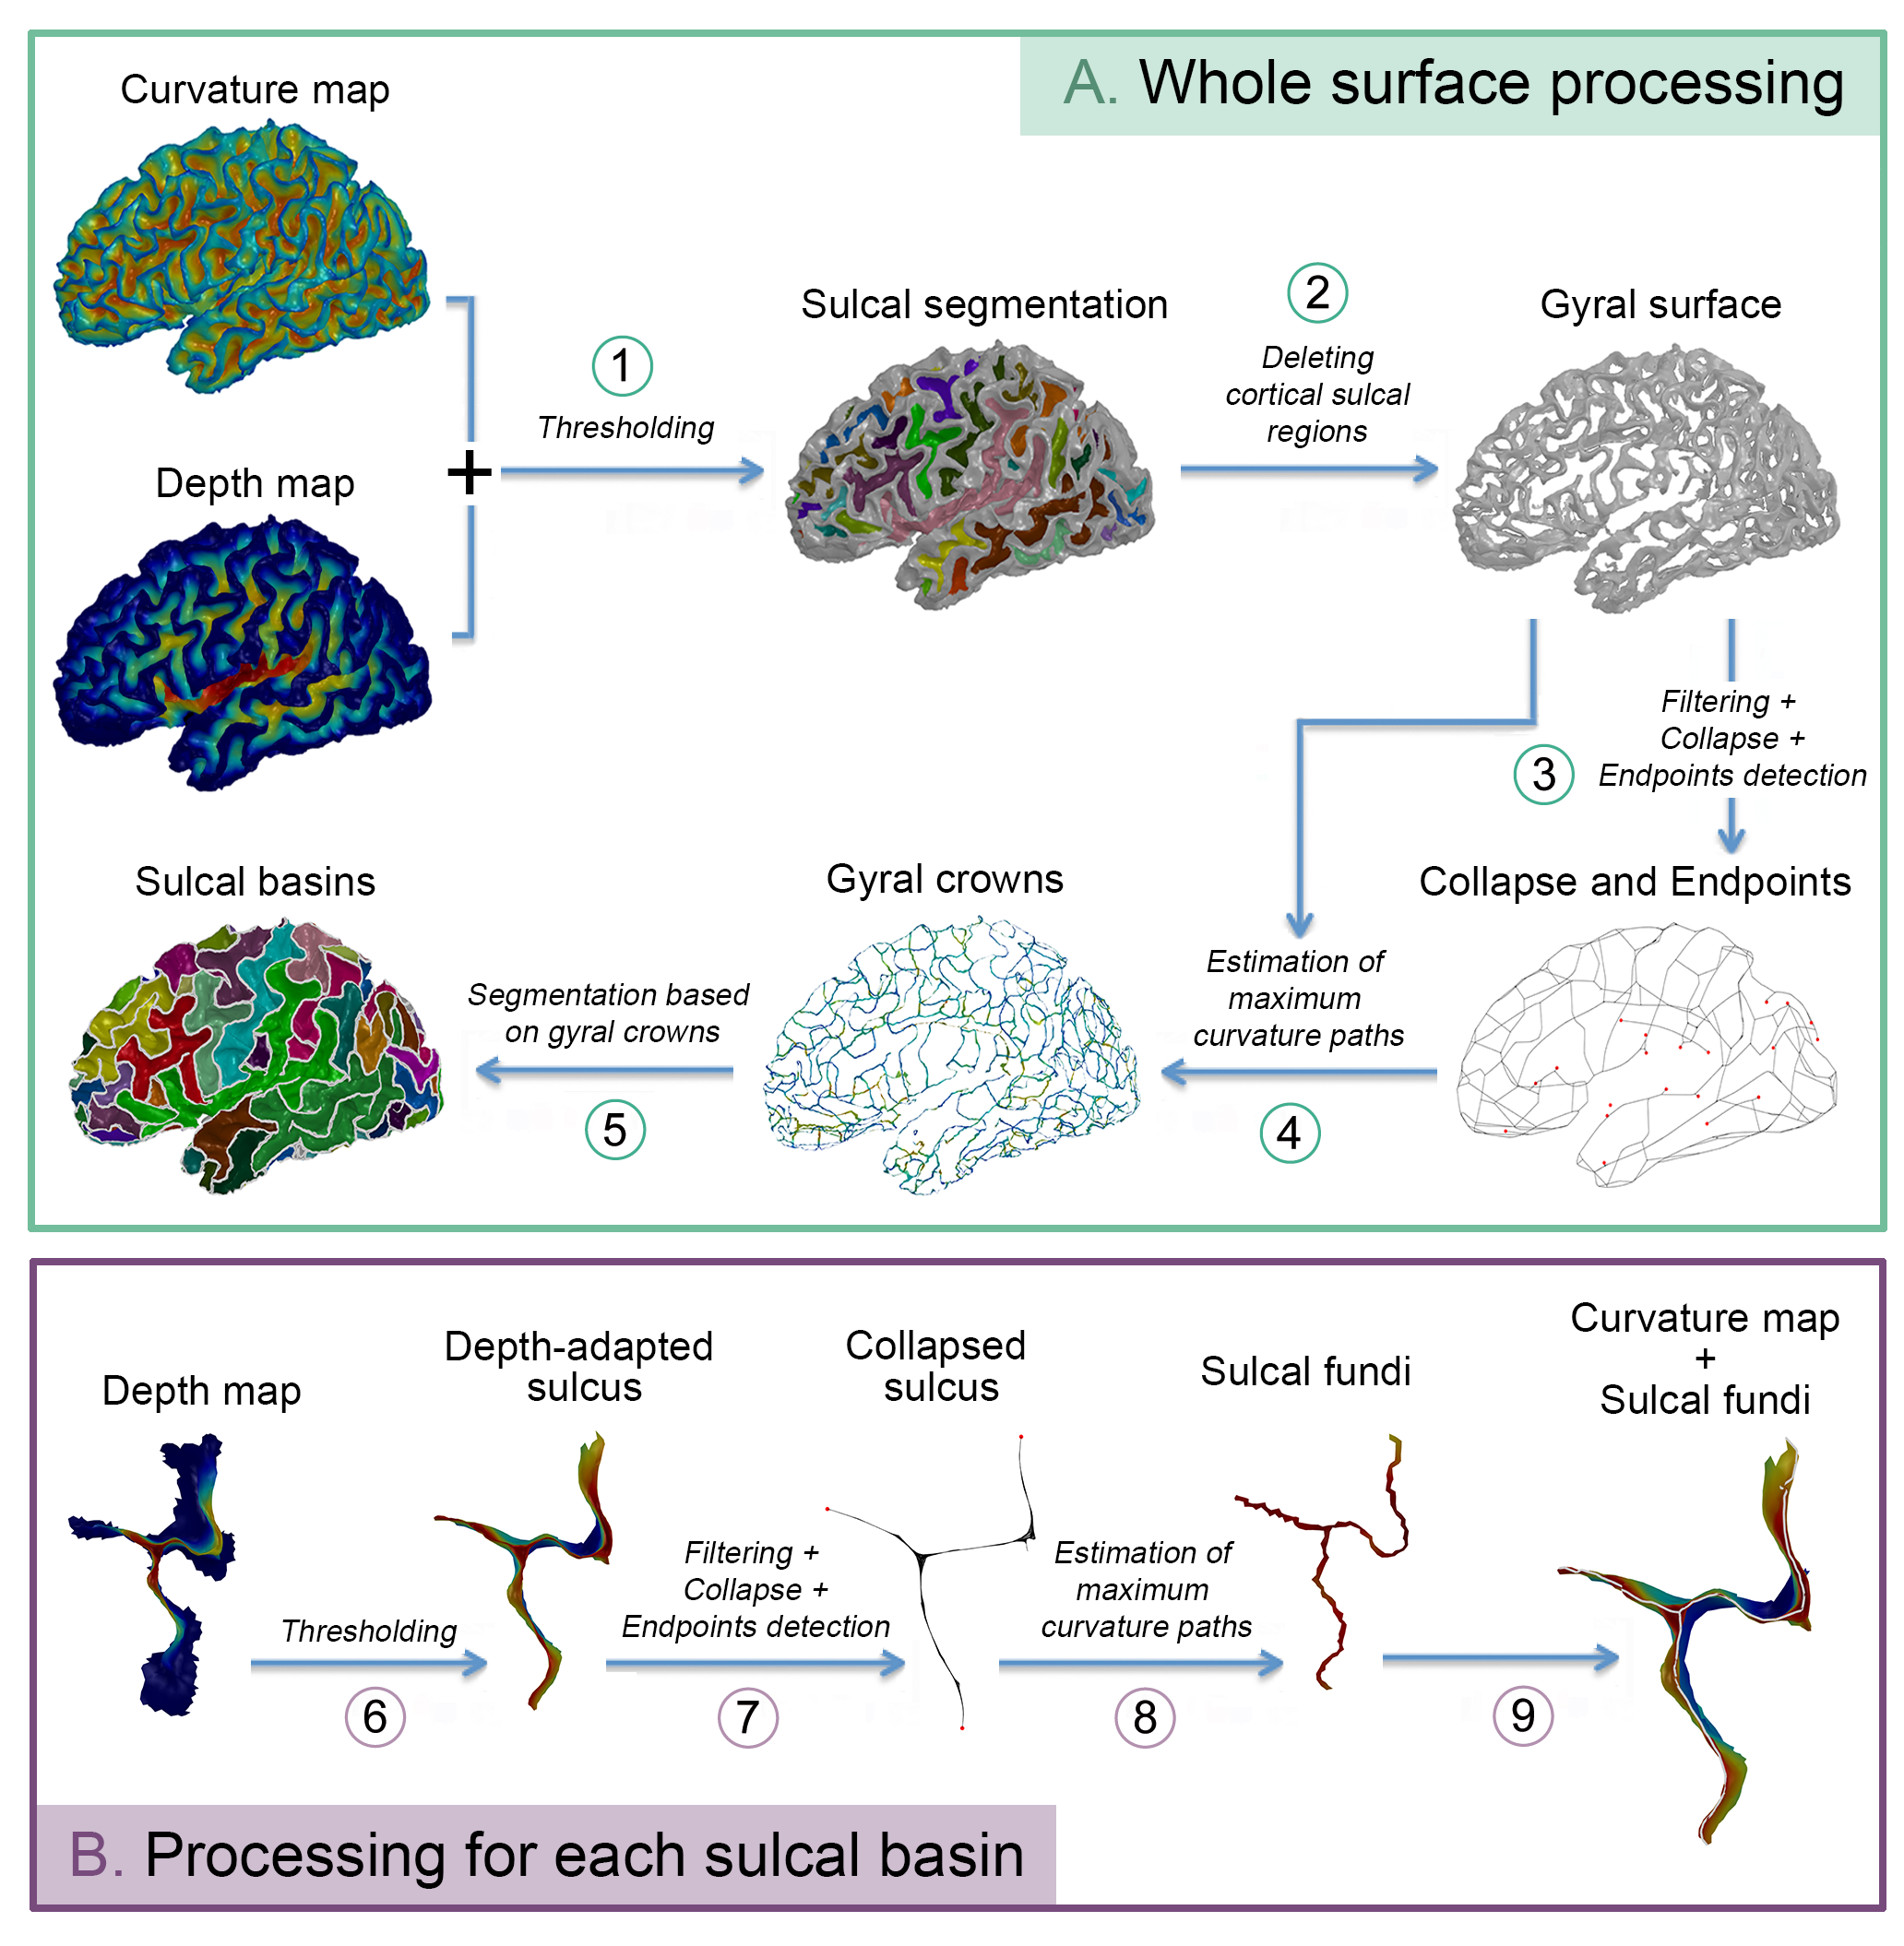 A. Whole surface processing
Curvature map
Depth map
+
1
Thresholding
Sulcal segmentation
2
Deleting
cortical sulcal
regions
Gyral surface
3
Filtering +
Collapse +
Endpoints detection
Collapse and Endpoints
Estimation of
maximum
curvature paths
4
Gyral crowns
Segmentation based
on gyral crowns
5
Sulcal basins
Depth map
Thresholding
6
Depth-adapted
sulcus
Filtering +
Collapse +
Endpoints detection
7
Collapsed
sulcus
Estimation of
maximum
curvature paths
8
Sulcal fundi
9
Curvature map
+
Sulcal fundi
B. Processing for each sulcal basin